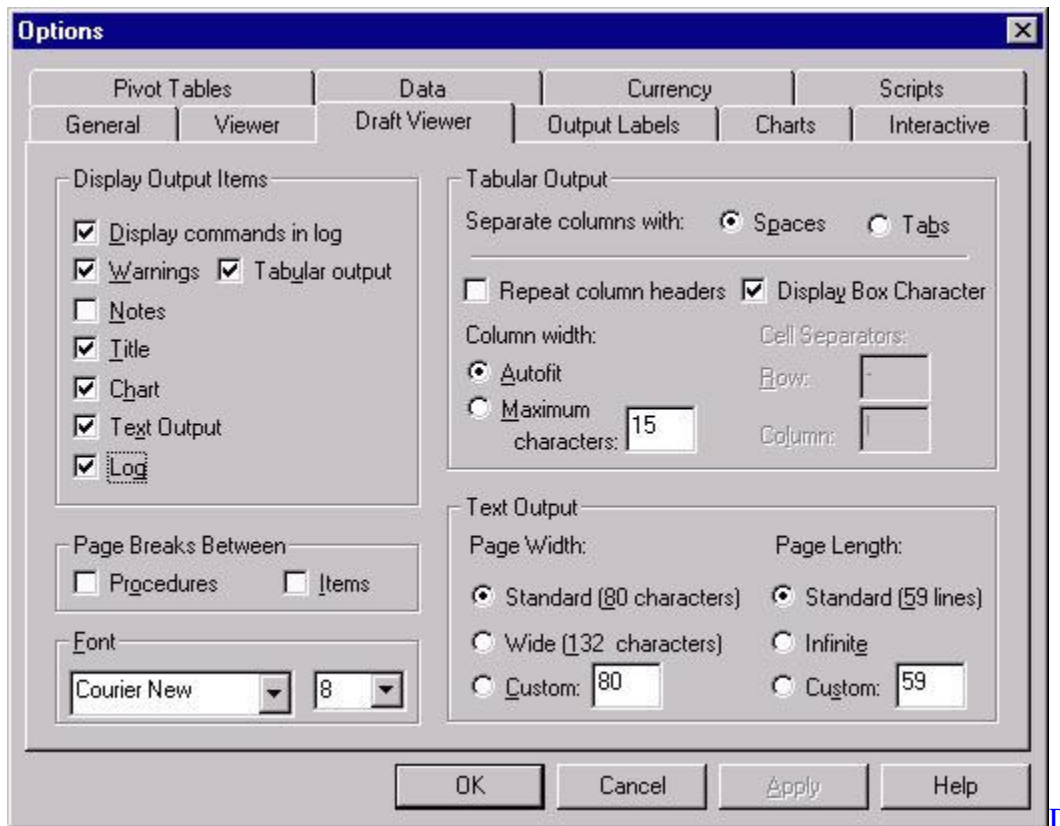 Options
Pivot Tables Data Currency Scripts
General Viewer Draft Viewer Output Labels Charts Interactive
Display Output Items
Display commands in log
Warnings Tabular output
Notes
Title
Chart
Text Output
Log
Page Breaks Between
Procedures Items
Font
Courier New 8
Tabular Output
Separate columns with: Spaces Tabs
Repeat column headers Display Box Character
Column width:
Autofit
Maximum
characters: 15
Cell Separators:
Row: -
Column: |
Text Output
Page Width:
Standard (80 characters)
Wide (132 characters)
Custom: 80
Page Length:
Standard (59 lines)
Infinite
Custom: 59
OK Cancel Apply Help